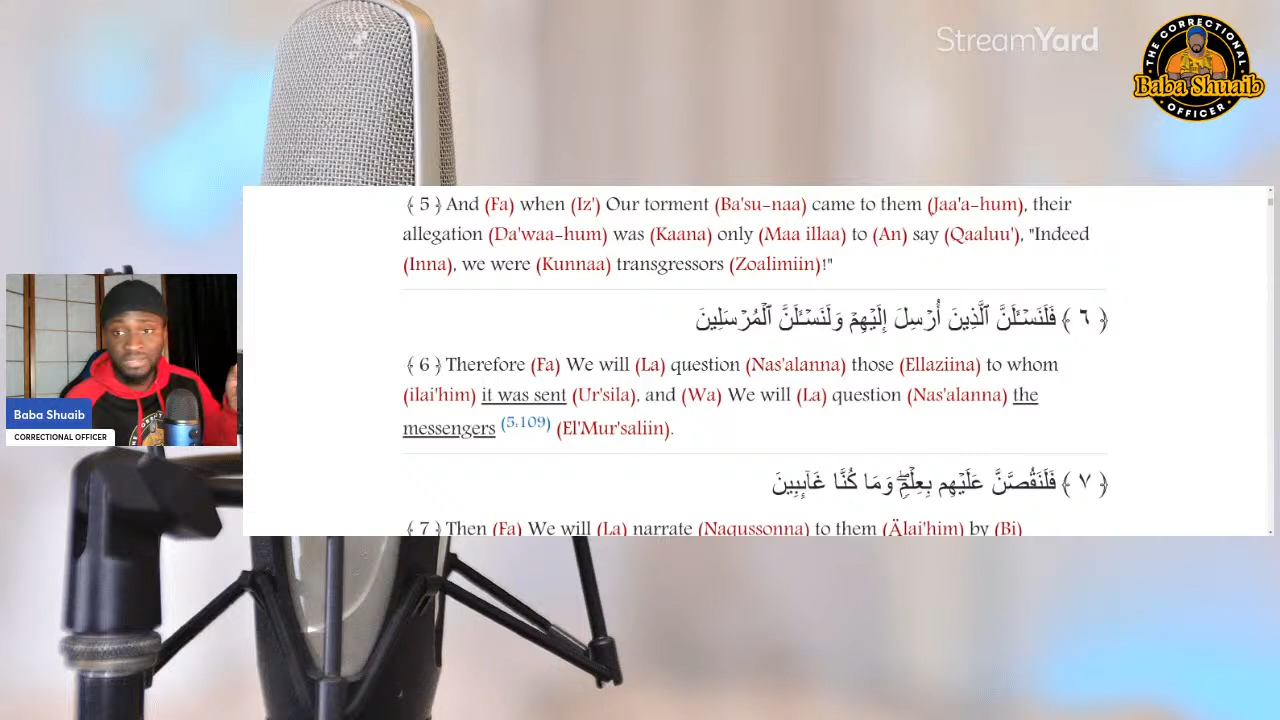 StreamYard
THE CORRECTIONAL
Baba Shuaib
OFFICER
﴾ 5 ﴿ And (Fa) when (Iz') Our torment (Ba'su-naa) came to them (Jaa'a-hum), their
allegation (Da'waa-hum) was (Kaana) only (Maa illaa) to (An) say (Qaaluu'), "Indeed
(Inna), we were (Kunnaa) transgressors (Zoalimiin)!"
﴾ ٦ ﴿ فَلَنَسْـَٔلَنَّ ٱلَّذِينَ أُرْسِلَ إِلَيْهِمْ وَلَنَسْـَٔلَنَّ ٱلْمُرْسَلِينَ
﴾ 6 ﴿ Therefore (Fa) We will (La) question (Nas'alanna) those (Ellaziina) to whom
(ilai'him) it was sent (Ur'sila), and (Wa) We will (La) question (Nas'alanna) the
messengers (5:109) (El'Mur'saliin).
﴾ ٧ ﴿ فَلَنَقُصَّنَّ عَلَيْهِم بِعِلْمٍۢ ۖ وَمَا كُنَّا غَآئِبِينَ
﴾ 7 ﴿ Then (Fa) We will (La) narrate (Naqussonna) to them (Älai'him) by (Bi)
Baba Shuaib
CORRECTIONAL OFFICER